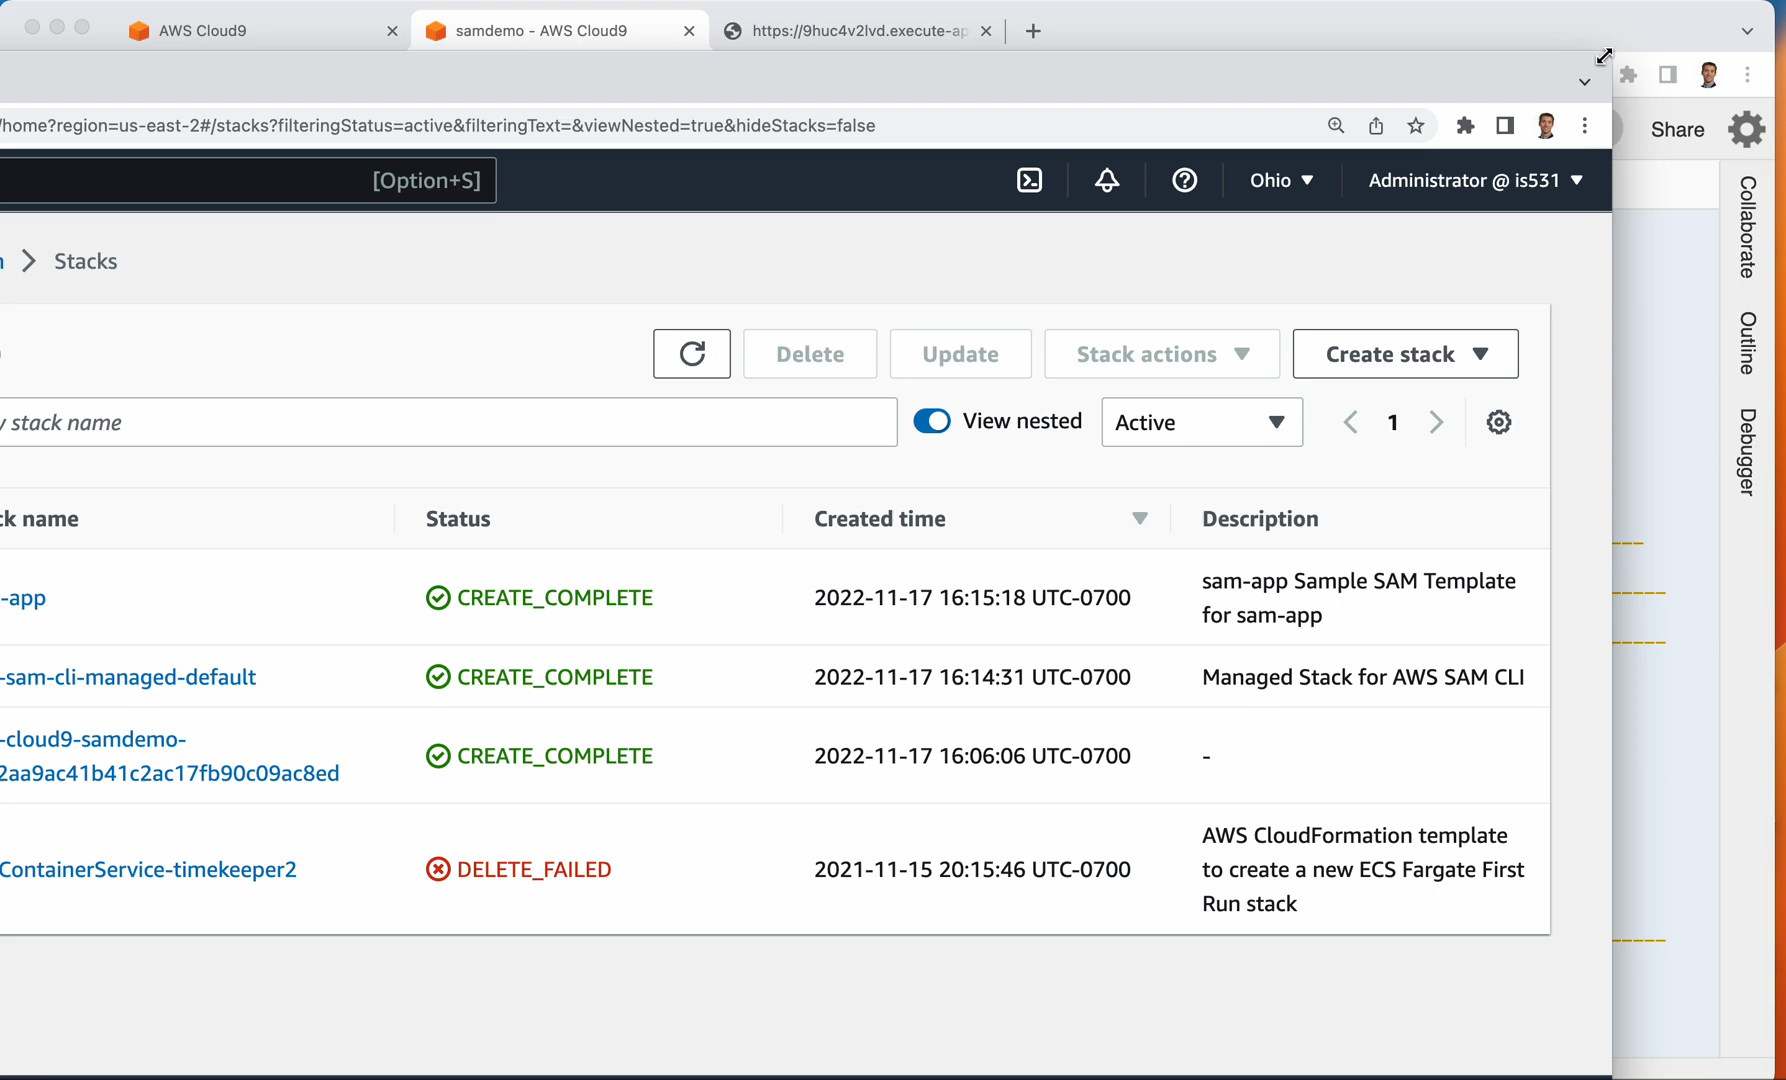 AWS Cloud9
samdemo - AWS Cloud9
https://9huc4v2lvd.execute-ap
/home?region=us-east-2#/stacks?filteringStatus=active&filteringText=&viewNested=true&hideStacks=false
Share
[Option+S]
Ohio
Administrator @ is531
Stacks
Delete
Update
Stack actions
Create stack
stack name
View nested
Active
1
ck name
Status
Created time
Description
-app
CREATE_COMPLETE
2022-11-17 16:15:18 UTC-0700
sam-app Sample SAM Template
for sam-app
-sam-cli-managed-default
CREATE_COMPLETE
2022-11-17 16:14:31 UTC-0700
Managed Stack for AWS SAM CLI
-cloud9-samdemo-
2aa9ac41b41c2ac17fb90c09ac8ed
CREATE_COMPLETE
2022-11-17 16:06:06 UTC-0700
-
ContainerService-timekeeper2
DELETE_FAILED
2021-11-15 20:15:46 UTC-0700
AWS CloudFormation template
to create a new ECS Fargate First
Run stack
Collaborate
Outline
Debugger